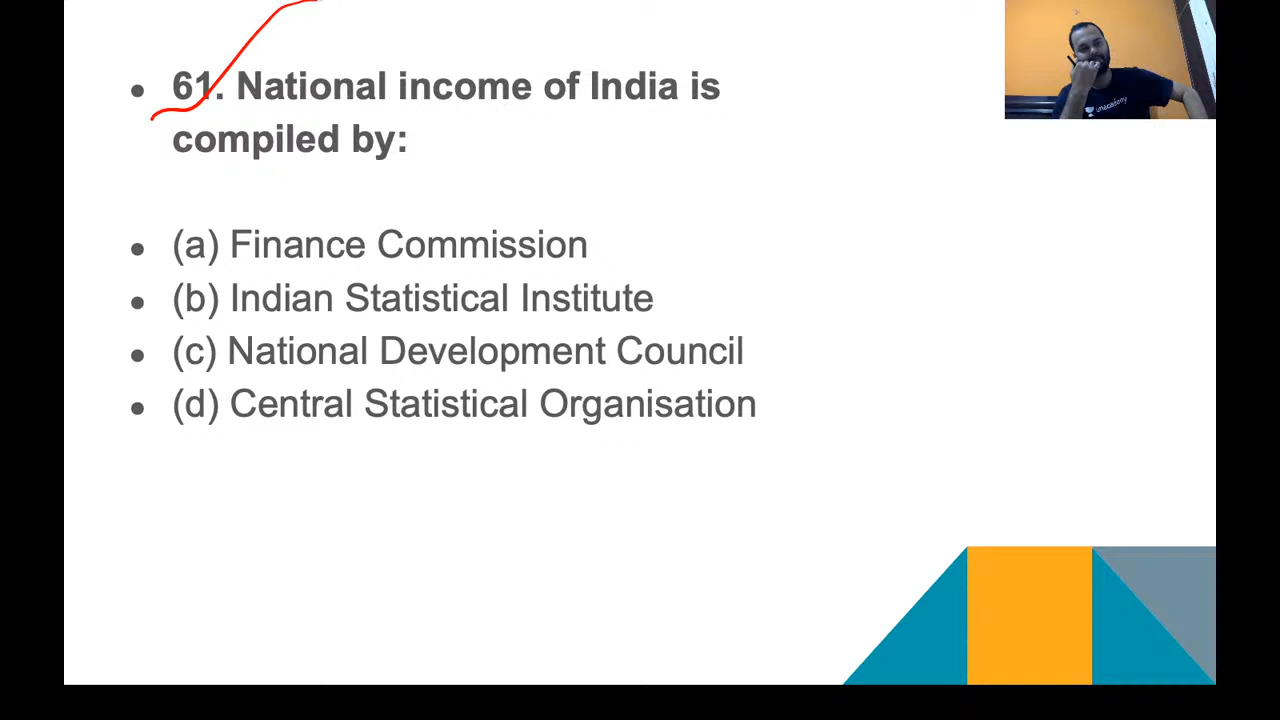 • 61. National income of India is
compiled by:
• (a) Finance Commission
• (b) Indian Statistical Institute
• (c) National Development Council
• (d) Central Statistical Organisation
unacademy